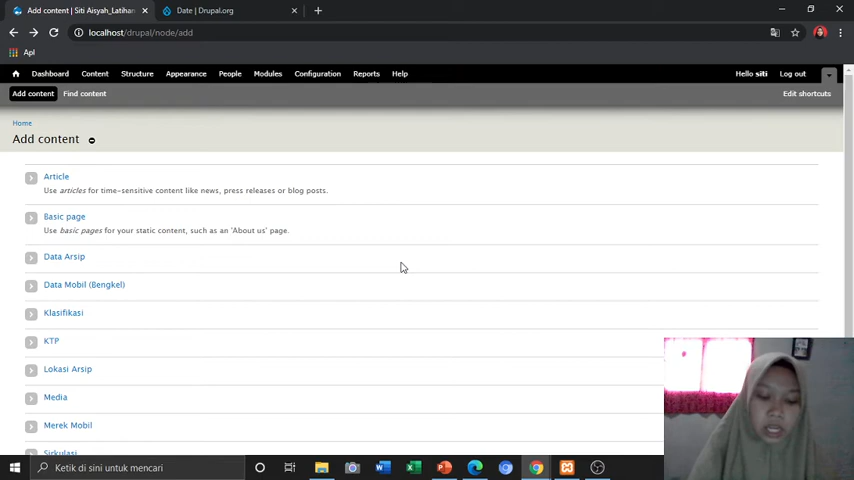 Add content | Siti Aisyah_Latihan
Date | Drupal.org
localhost/drupal/node/add
Apl
Dashboard Content Structure Appearance People Modules Configuration Reports Help
Hello siti Log out
Add content Find content
Edit shortcuts
Home
Add content
Article
Use articles for time-sensitive content like news, press releases or blog posts.
Basic page
Use basic pages for your static content, such as an 'About us' page.
Data Arsip
Data Mobil (Bengkel)
Klasifikasi
KTP
Lokasi Arsip
Media
Merek Mobil
Sirkulasi
Ketik di sini untuk mencari